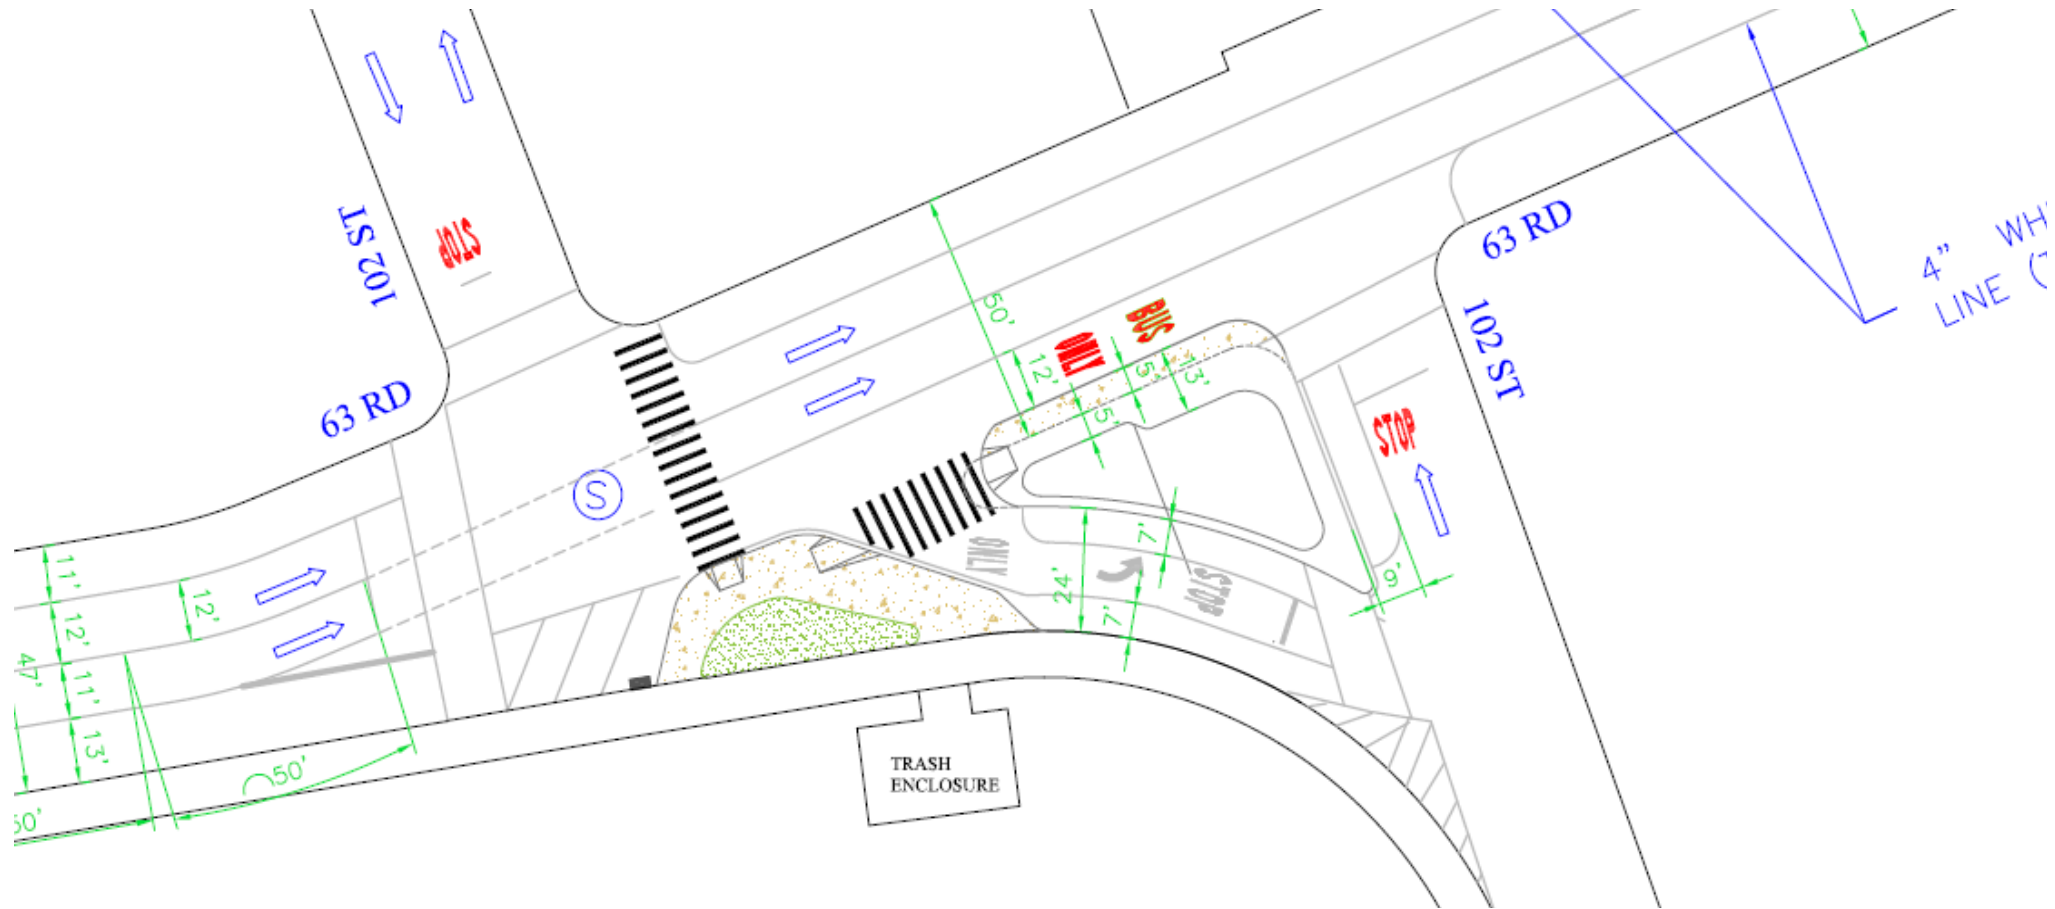 102 ST
STOP
63 RD
S
50'
12'
ONLY
BUS
5'
13'
5'
63 RD
102 ST
STOP
9'
4" WH
LINE (
11'
12'
12'
47'
11'
13'
50'
50'
ONLY
STOP
7'
24'
7'
TRASH
ENCLOSURE